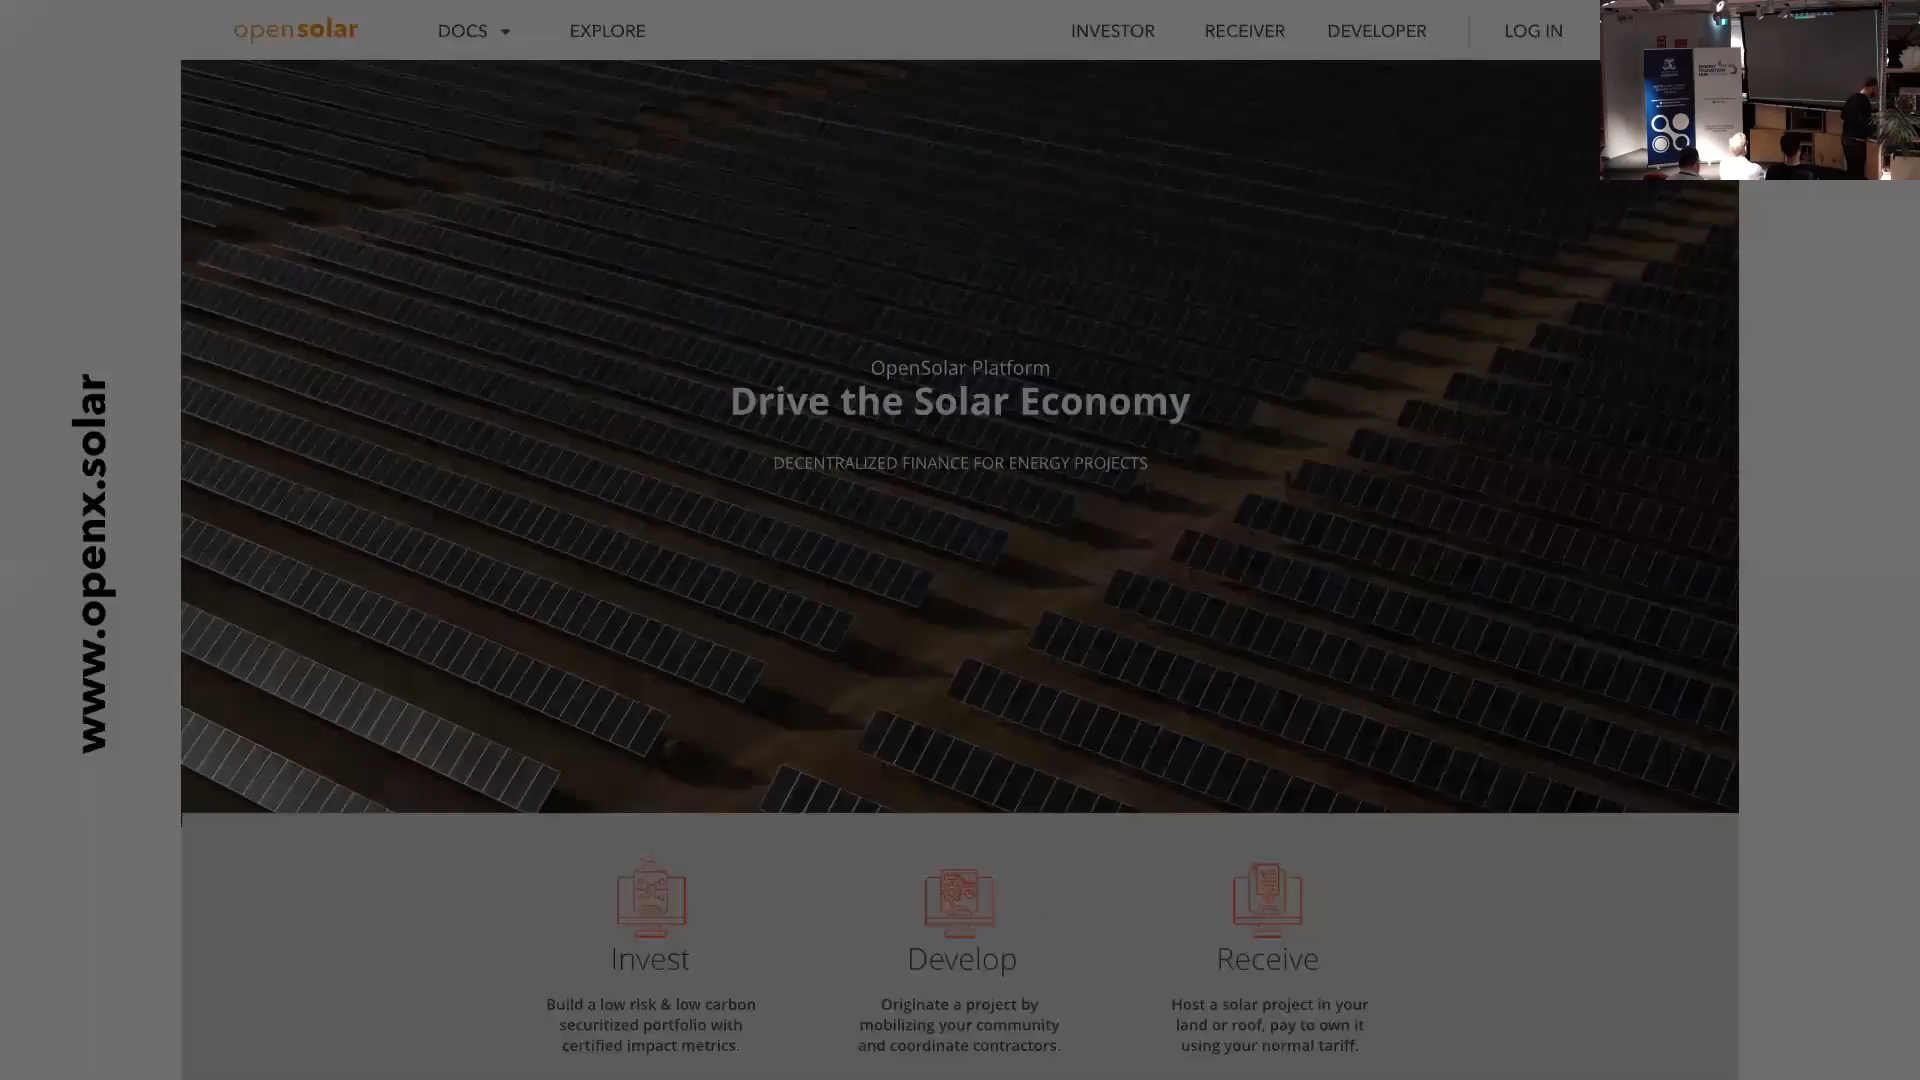 opensolar
DOCS
EXPLORE
INVESTOR
RECEIVER
DEVELOPER
LOG IN
www.openx.solar
OpenSolar Platform
Drive the Solar Economy
DECENTRALIZED FINANCE FOR ENERGY PROJECTS
Invest
Build a low risk & low carbon
securitized portfolio with
certified impact metrics.
Develop
Originate a project by
mobilizing your community
and coordinate contractors.
Receive
Host a solar project in your
land or roof, pay to own it
using your normal tariff.
ENERGY
TRANSITION
HUB